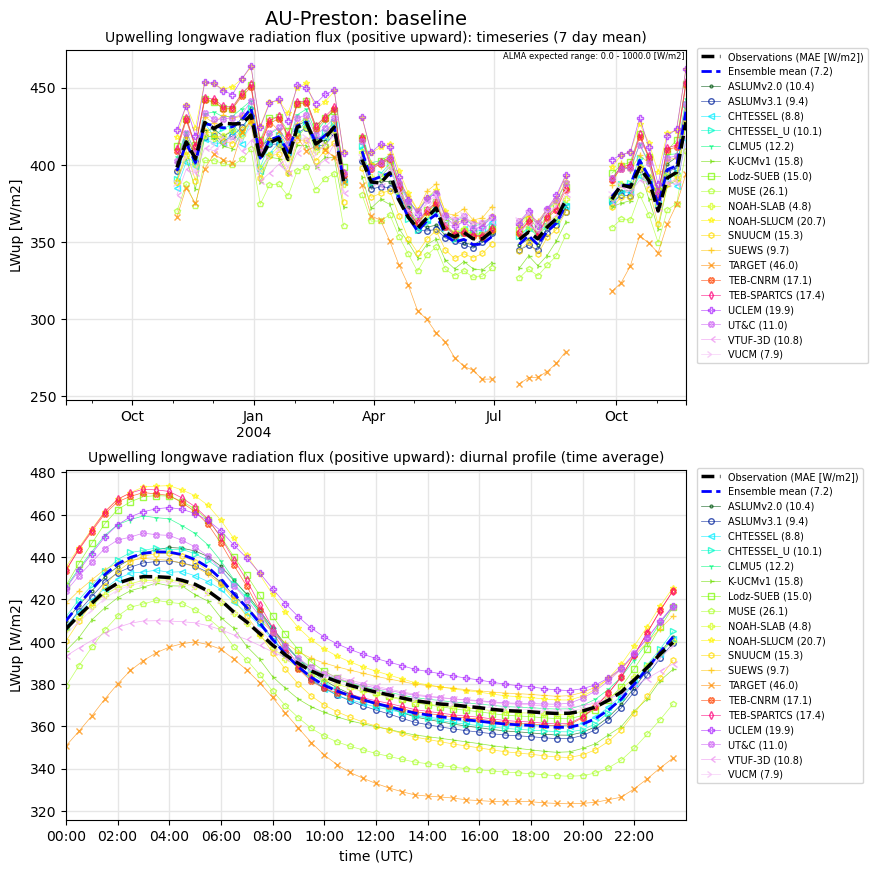 AU-Preston: baseline
Upwelling longwave radiation flux (positive upward): timeseries (7 day mean)
ALMA expected range: 0.0 - 1000.0 [W/m2]
LWup [W/m2]
450
400
350
300
250
Oct
Jan
2004
Apr
Jul
Oct
Observations (MAE [W/m2])
Ensemble mean (7.2)
ASLUMv2.0 (10.4)
ASLUMv3.1 (9.4)
CHTESSEL (8.8)
CHTESSEL_U (10.1)
CLMU5 (12.2)
K-UCMv1 (15.8)
Lodz-SUEB (15.0)
MUSE (26.1)
NOAH-SLAB (4.8)
NOAH-SLUCM (20.7)
SNUUCM (15.3)
SUEWS (9.7)
TARGET (46.0)
TEB-CNRM (17.1)
TEB-SPARTCS (17.4)
UCLEM (19.9)
UT&C (11.0)
VTUF-3D (10.8)
VUCM (7.9)
Upwelling longwave radiation flux (positive upward): diurnal profile (time average)
LWup [W/m2]
480
460
440
420
400
380
360
340
320
00:00
02:00
04:00
06:00
08:00
10:00
12:00
14:00
16:00
18:00
20:00
22:00
time (UTC)
Observation (MAE [W/m2])
Ensemble mean (7.2)
ASLUMv2.0 (10.4)
ASLUMv3.1 (9.4)
CHTESSEL (8.8)
CHTESSEL_U (10.1)
CLMU5 (12.2)
K-UCMv1 (15.8)
Lodz-SUEB (15.0)
MUSE (26.1)
NOAH-SLAB (4.8)
NOAH-SLUCM (20.7)
SNUUCM (15.3)
SUEWS (9.7)
TARGET (46.0)
TEB-CNRM (17.1)
TEB-SPARTCS (17.4)
UCLEM (19.9)
UT&C (11.0)
VTUF-3D (10.8)
VUCM (7.9)